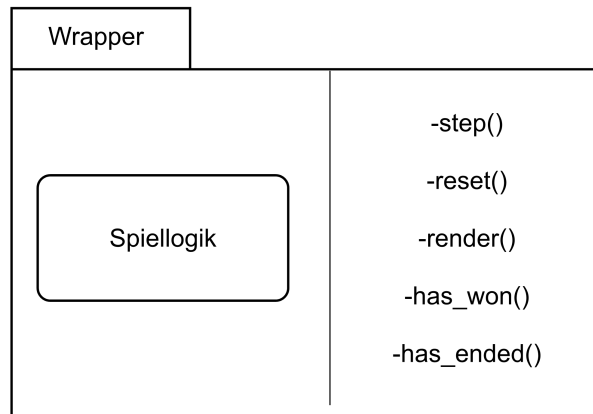 Wrapper
Spiellogik
-step()
-reset()
-render()
-has_won()
-has_ended()